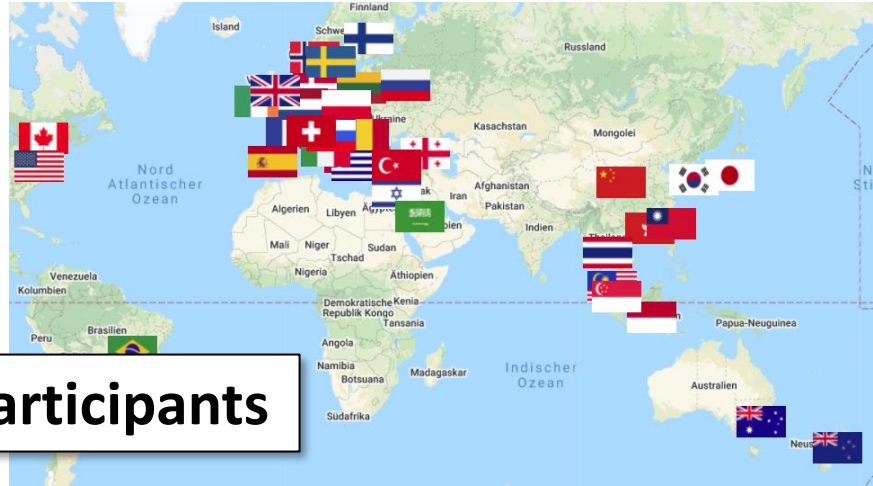 Finnland
Island
Schwe
Russland
Ukraine
Kasachstan
Mongolei
Nord
Atlantischer
Ozean
Afghanistan
Iran
Pakistan
Algerien
Libyen
Ägypt
Indien
Thailand
Mali
Niger
Sudan
Tschad
Nigeria
Äthiopien
Venezuela
Kolumbien
Demokratische
Republik Kongo
Kenia
Tansania
Papua-Neuguinea
Peru
Brasilien
Angola
Namibia
Botsuana
Madagaskar
Indischer
Ozean
Australien
articipants
Südafrika
Neus